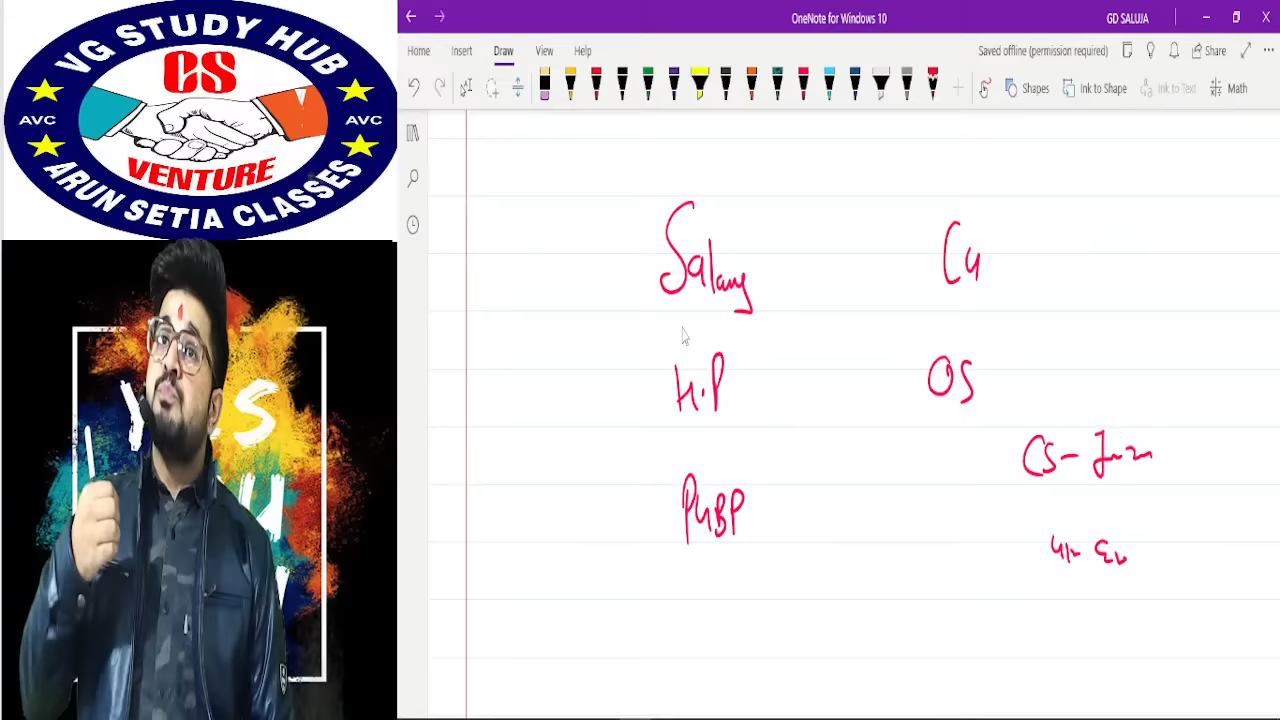 VG STUDY HUB
CS
AVC
AVC
VENTURE
ARUN SETIA CLASSES
OneNote for Windows 10
GD SALUJA
Home Insert Draw View Help
Saved offline (permission required)
Share
Shapes
Ink to Shape
Ink to Text
Math
Salary
H.P
PGBP
CG
OS